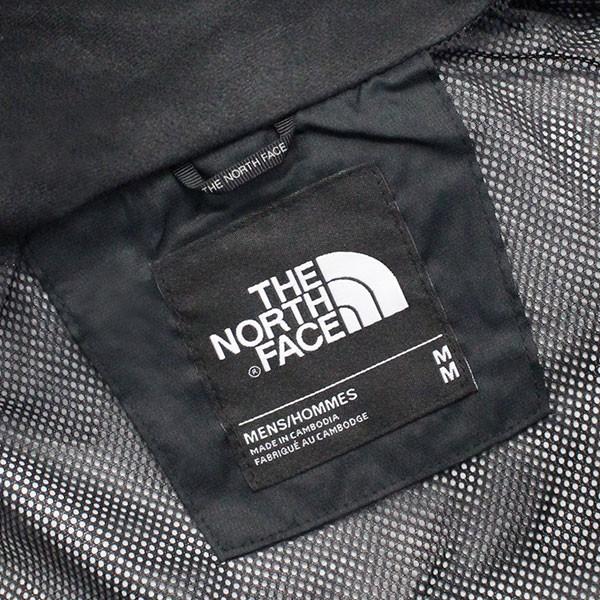 THE NORTH FACE
THE
NORTH
FACE
®
M
M
MENS/HOMMES
MADE IN CAMBODIA
FABRIQUÉ AU CAMBODGE